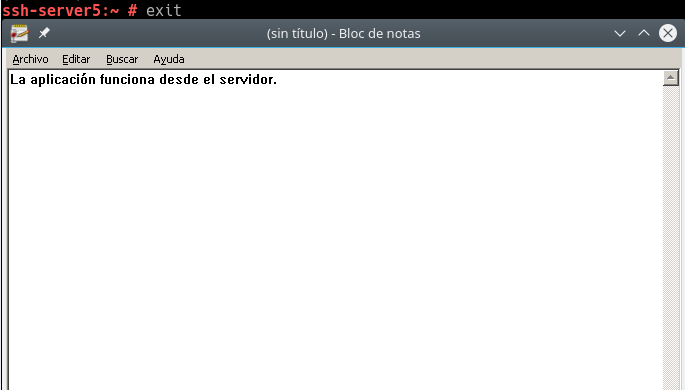 ssh-server5:~ # exit
(sin título) - Bloc de notas
Archivo Editar Buscar Ayuda
La aplicación funciona desde el servidor.